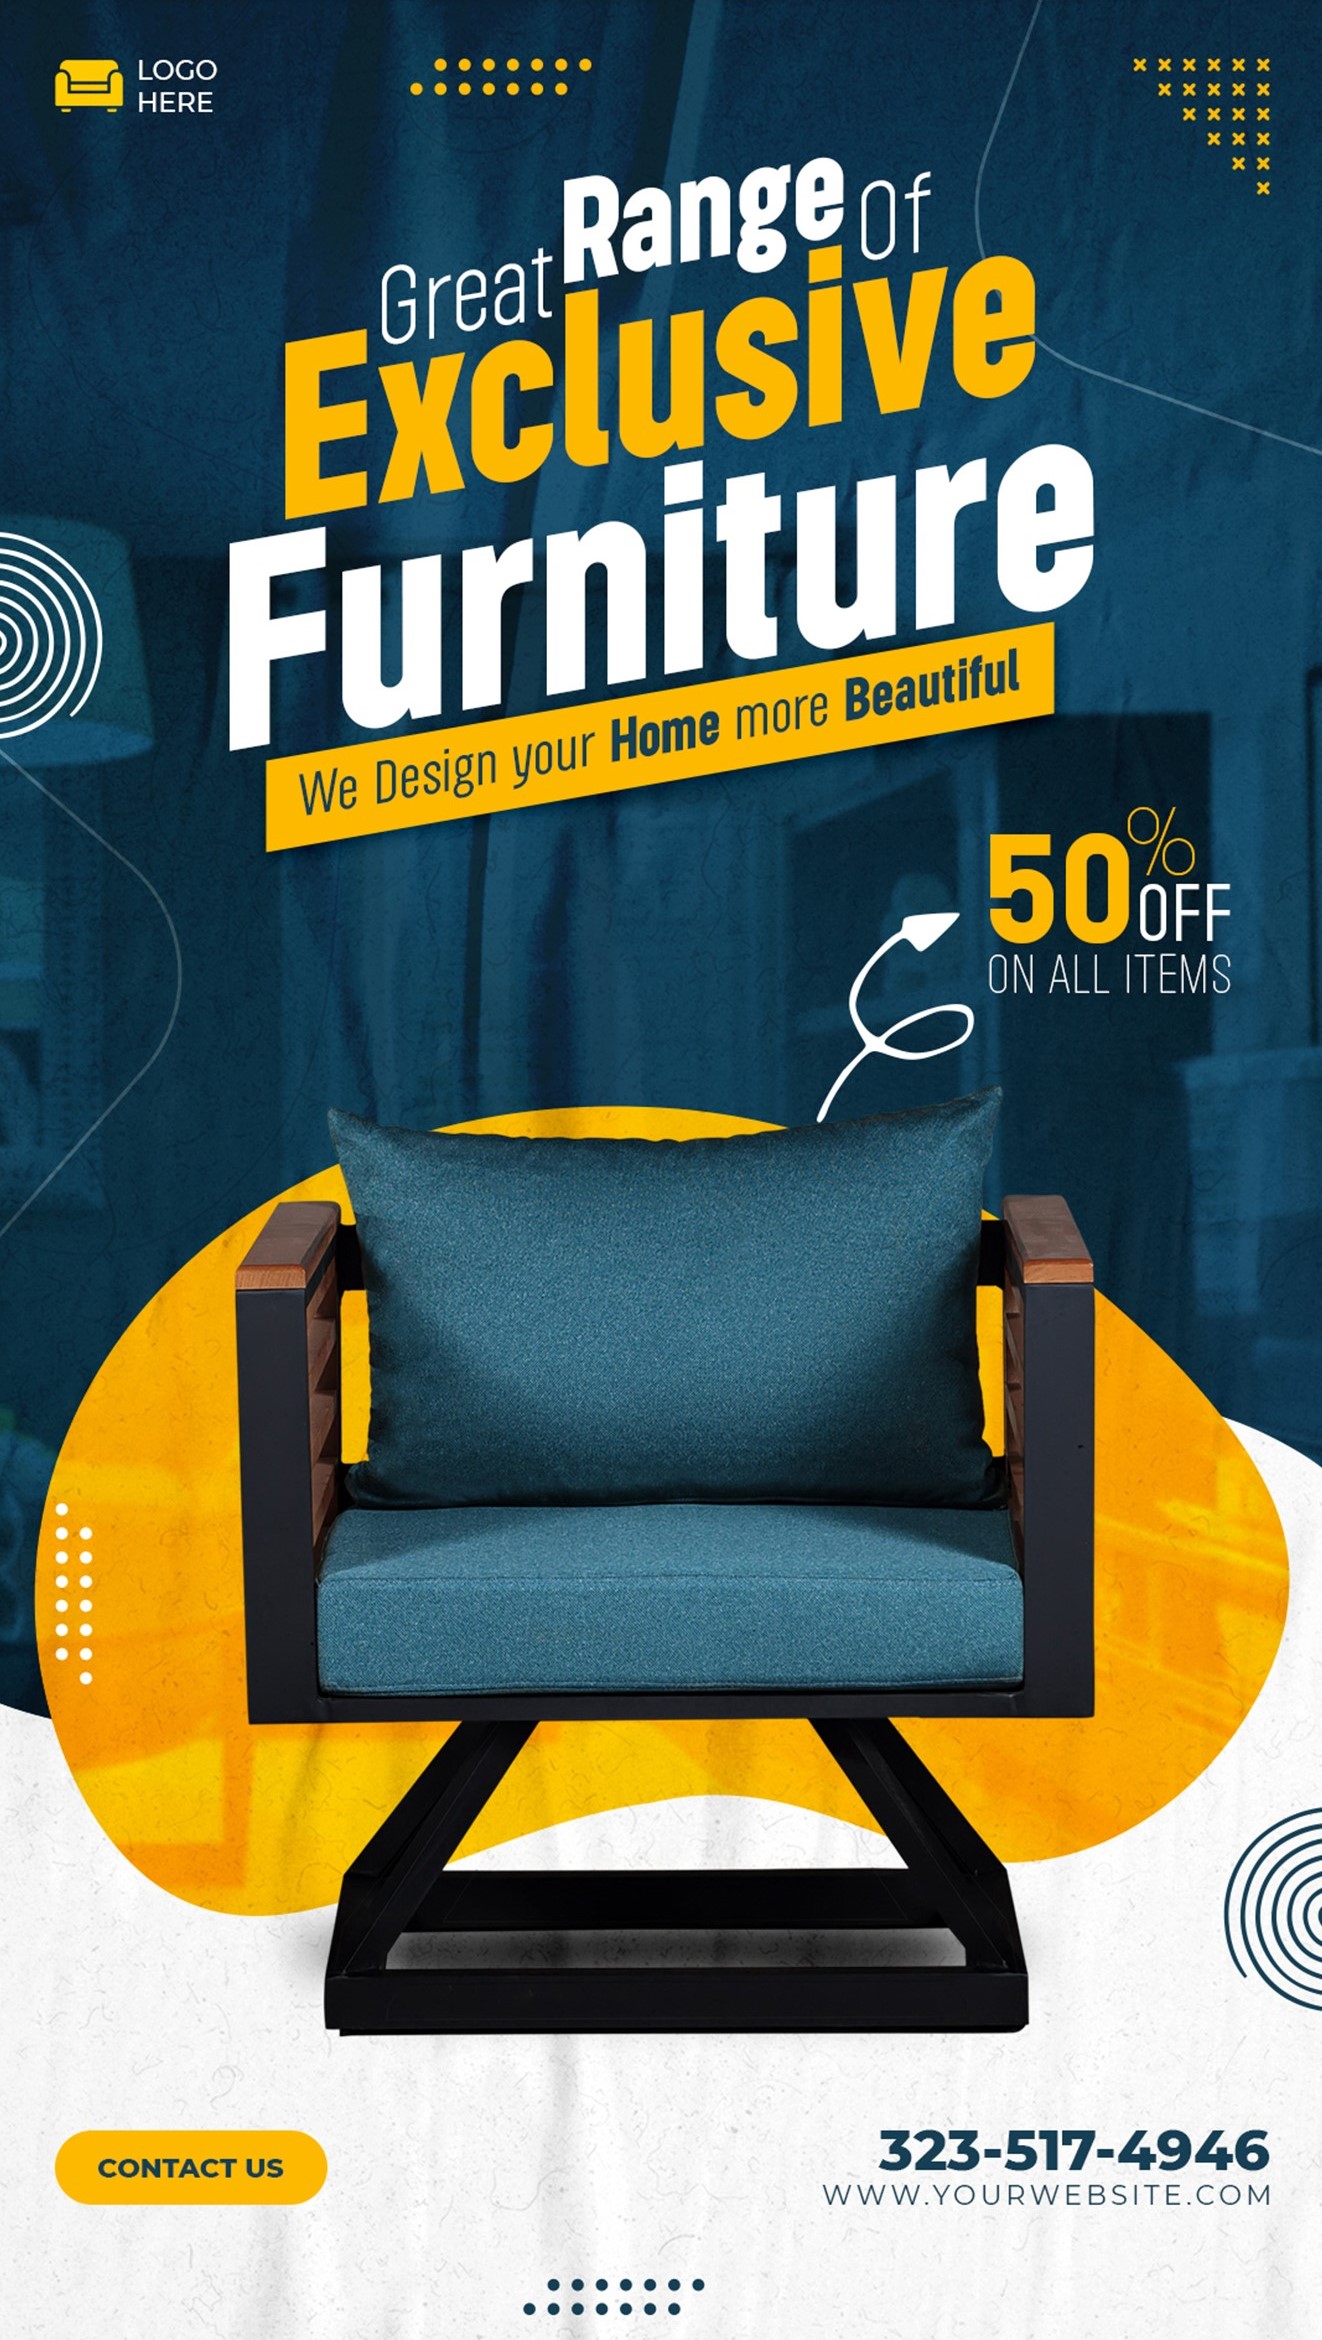 LOGO
HERE
Great Range Of
Exclusive
Furniture
We Design your Home more Beautiful
50%
OFF
ON ALL ITEMS
CONTACT US
323-517-4946
WWW.YOURWEBSITE.COM